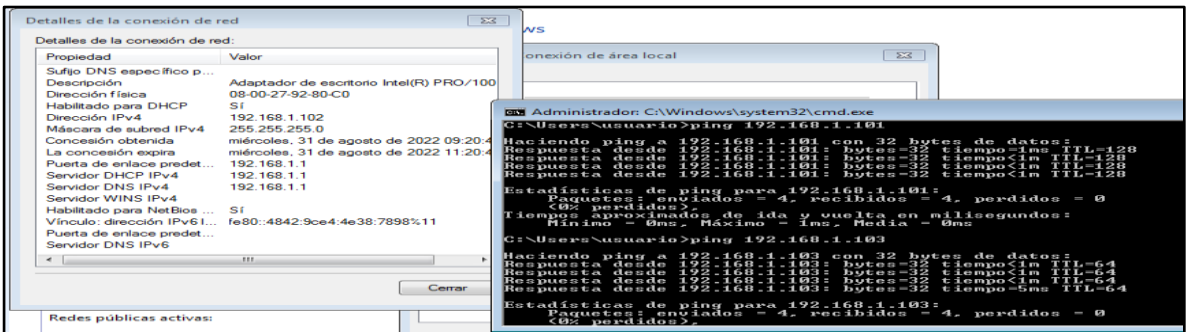 Detalles de la conexión de red
Detalles de la conexión de red:
Propiedad Valor
Sufijo DNS específico p...
Descripción Adaptador de escritorio Intel(R) PRO/100
Dirección física 08-00-27-92-80-C0
Habilitado para DHCP Sí
Dirección IPv4 192.168.1.102
Máscara de subred IPv4 255.255.255.0
Concesión obtenida miércoles, 31 de agosto de 2022 09:20:4
La concesión expira miércoles, 31 de agosto de 2022 11:20:4
Puerta de enlace predet... 192.168.1.1
Servidor DHCP IPv4 192.168.1.1
Servidor DNS IPv4 192.168.1.1
Servidor WINS IPv4
Habilitado para NetBios ... Sí
Vínculo: dirección IPv6 l... fe80::4842:9ce4:4e38:7898%11
Puerta de enlace predet...
Servidor DNS IPv6
Cerrar
Redes públicas activas:
ws
onexión de área local
Administrador: C:\Windows\system32\cmd.exe
C:\Users\usuario>ping 192.168.1.101
Haciendo ping a 192.168.1.101 con 32 bytes de datos:
Respuesta desde 192.168.1.101: bytes=32 tiempo=1ms TTL=128
Respuesta desde 192.168.1.101: bytes=32 tiempo<1m TTL=128
Respuesta desde 192.168.1.101: bytes=32 tiempo<1m TTL=128
Respuesta desde 192.168.1.101: bytes=32 tiempo<1m TTL=128
Estadísticas de ping para 192.168.1.101:
Paquetes: enviados = 4, recibidos = 4, perdidos = 0
(0% perdidos),
Tiempos aproximados de ida y vuelta en milisegundos:
Mínimo = 0ms, Máximo = 1ms, Media = 0ms
C:\Users\usuario>ping 192.168.1.103
Haciendo ping a 192.168.1.103 con 32 bytes de datos:
Respuesta desde 192.168.1.103: bytes=32 tiempo<1m TTL=64
Respuesta desde 192.168.1.103: bytes=32 tiempo<1m TTL=64
Respuesta desde 192.168.1.103: bytes=32 tiempo<1m TTL=64
Respuesta desde 192.168.1.103: bytes=32 tiempo=5ms TTL=64
Estadísticas de ping para 192.168.1.103:
Paquetes: enviados = 4, recibidos = 4, perdidos = 0
(0% perdidos),